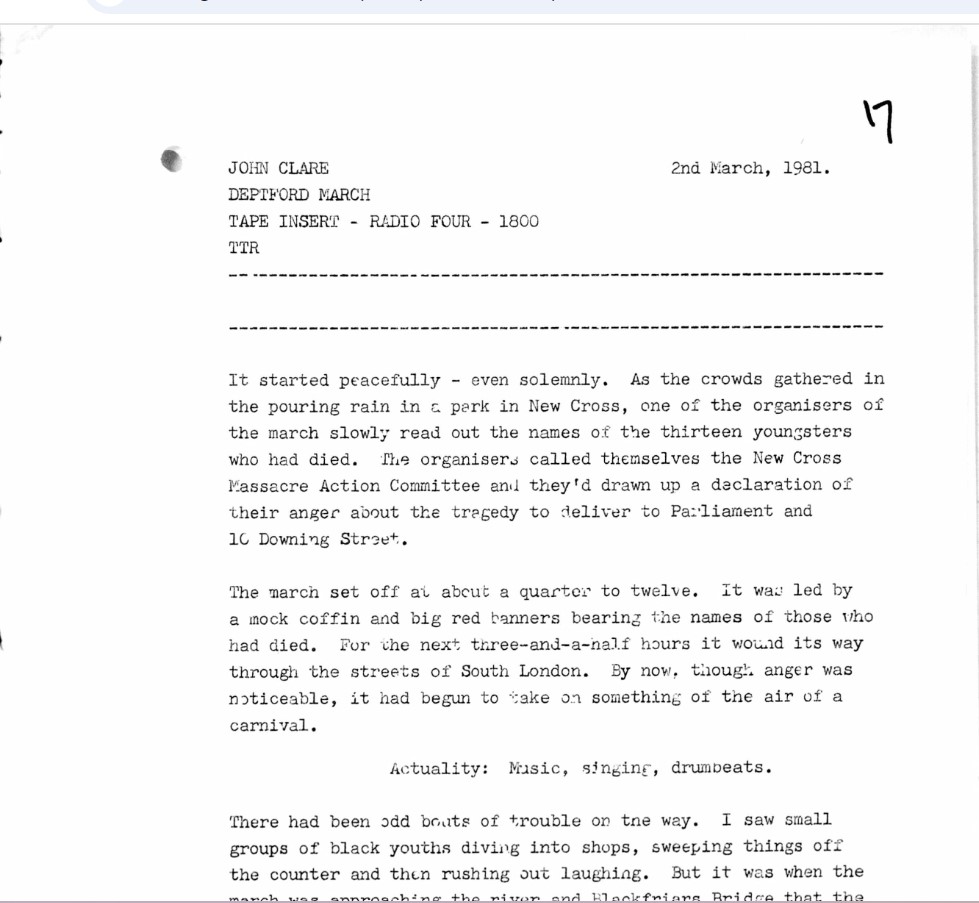 17
JOHN CLARE 2nd March, 1981.
DEPTFORD MARCH
TAPE INSERT - RADIO FOUR - 1800
TTR
It started peacefully - even solemnly. As the crowds gathered in
the pouring rain in a park in New Cross, one of the organisers of
the march slowly read out the names of the thirteen youngsters
who had died. The organisers called themselves the New Cross
Massacre Action Committee and they'd drawn up a declaration of
their anger about the tragedy to deliver to Parliament and
10 Downing Street.
The march set off at about a quarter to twelve. It was led by
a mock coffin and big red banners bearing the names of those who
had died. For the next three-and-a-half hours it wound its way
through the streets of South London. By now, though anger was
noticeable, it had begun to take on something of the air of a
carnival.
Actuality: Music, singing, drumbeats.
There had been odd bouts of trouble on the way. I saw small
groups of black youths diving into shops, sweeping things off
the counter and then rushing out laughing. But it was when the
march was approaching the river and Blackfriars Bridge that the